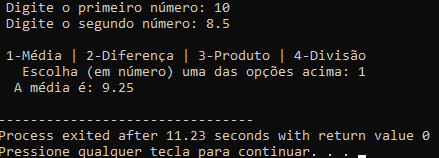 Digite o primeiro número: 10
Digite o segundo número: 8.5
1-Média | 2-Diferença | 3-Produto | 4-Divisão
Escolha (em número) uma das opções acima: 1
A média é: 9.25
--------------------------------
Process exited after 11.23 seconds with return value 0
Pressione qualquer tecla para continuar. . .